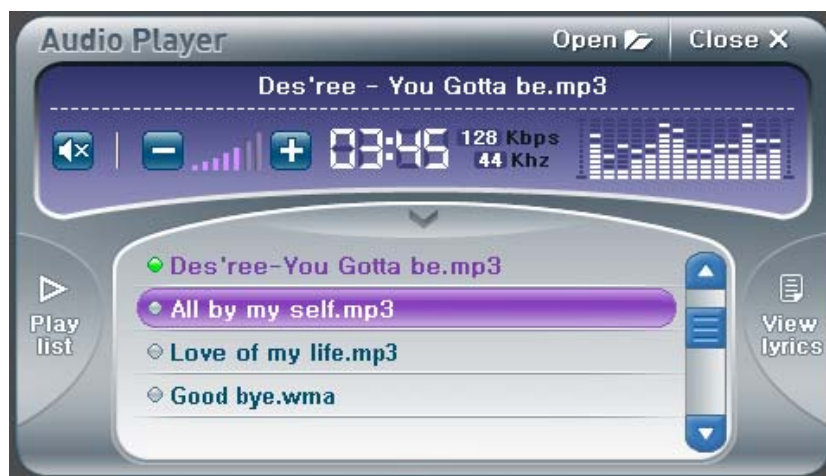 Audio Player
Open
Close X
Des'ree - You Gotta be.mp3
03:45
128 Kbps
44 Khz
Des'ree-You Gotta be.mp3
All by my self.mp3
Love of my life.mp3
Good bye.wma
Play
list
View
lyrics